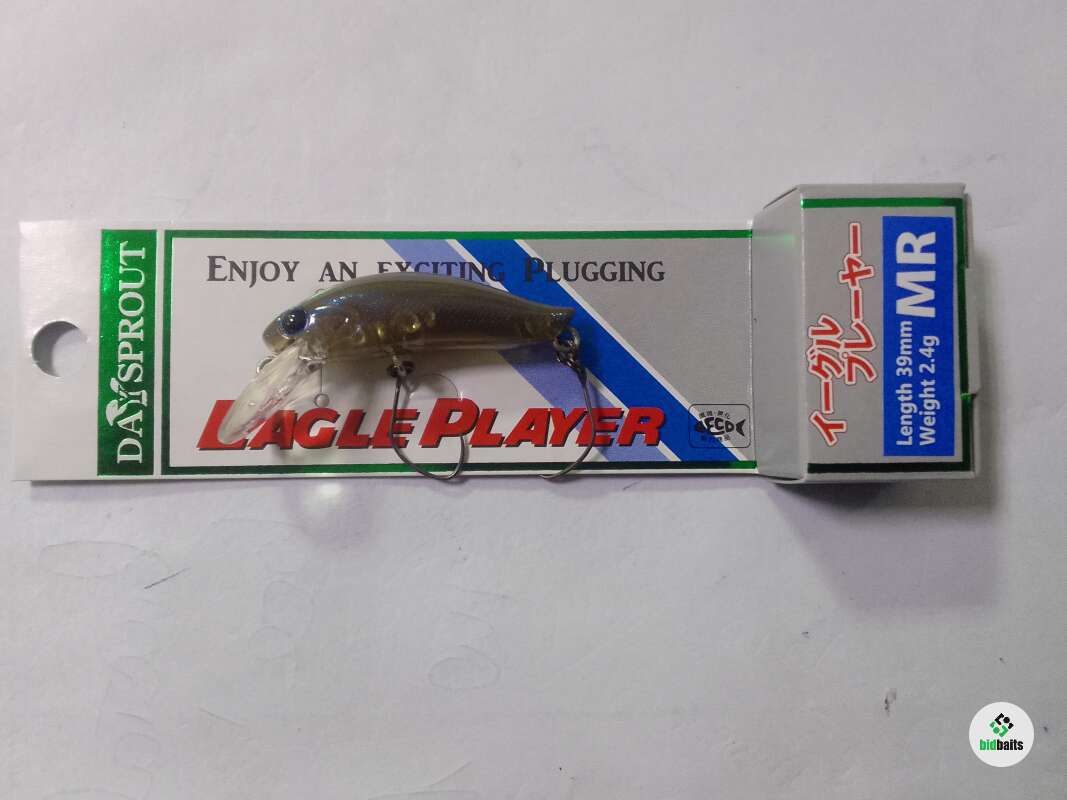 DAYSPROUT
ENJOY AN EXCITING PLUGGING
EAGLE PLAYER
ECO
イーグル
プレーヤー
MR
Length 39mm
Weight 2.4g
bidbaits